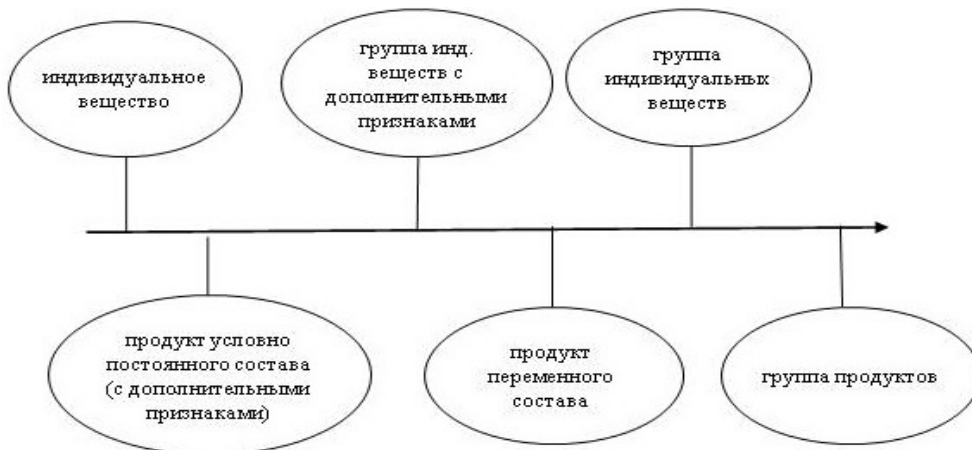 индивидуальное
вещество
группа инд.
веществ с
дополнительными
признаками
группа
индивидуальных
веществ
продукт условно
постоянного состава
(с дополнительными
признаками)
продукт
переменного
состава
группа продуктов